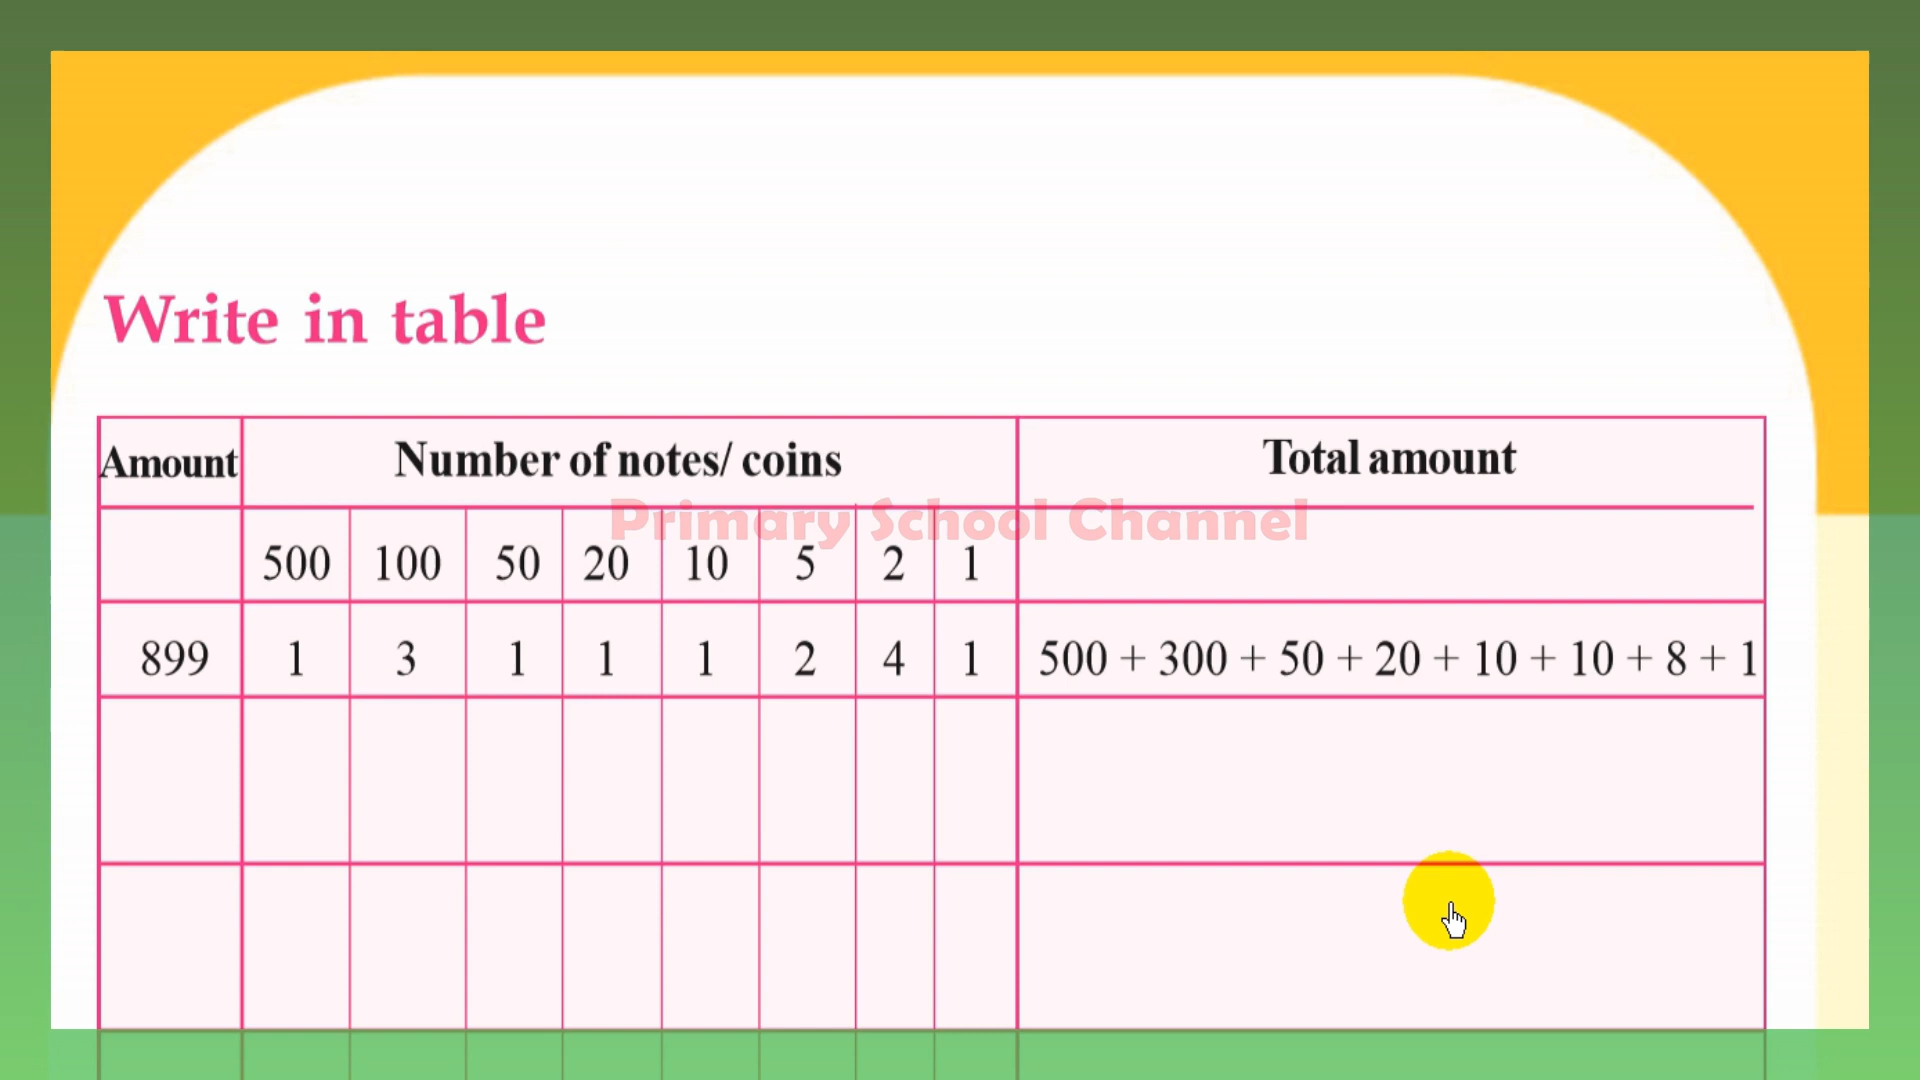 Write in table
Amount Number of notes/ coins Total amount
Primary School Channel
500 100 50 20 10 5 2 1
899 1 3 1 1 1 2 4 1 500 + 300 + 50 + 20 + 10 + 10 + 8 + 1